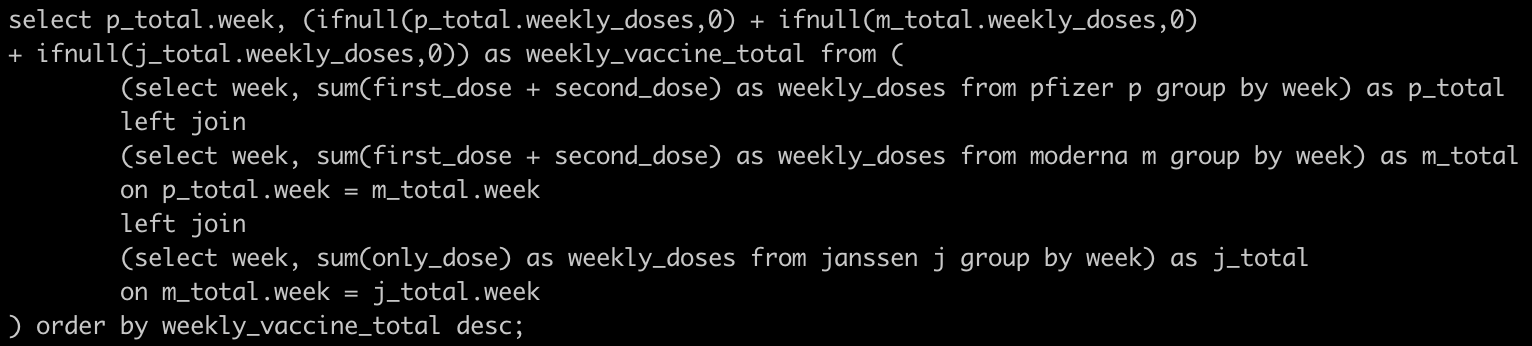 select p_total.week, (ifnull(p_total.weekly_doses,0) + ifnull(m_total.weekly_doses,0)
+ ifnull(j_total.weekly_doses,0)) as weekly_vaccine_total from (
(select week, sum(first_dose + second_dose) as weekly_doses from pfizer p group by week) as p_total
left join
(select week, sum(first_dose + second_dose) as weekly_doses from moderna m group by week) as m_total
on p_total.week = m_total.week
left join
(select week, sum(only_dose) as weekly_doses from janssen j group by week) as j_total
on m_total.week = j_total.week
) order by weekly_vaccine_total desc;